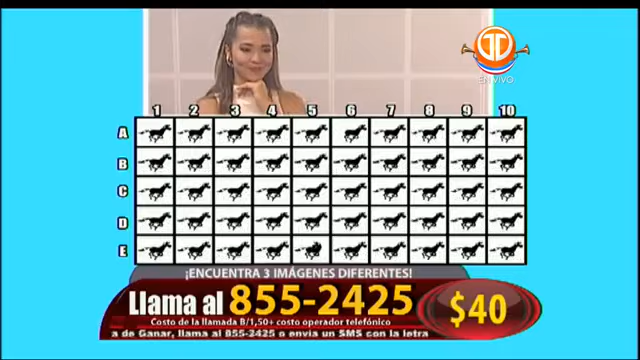 EN VIVO
1 2 3 4 5 6 7 8 9 10
A
B
C
D
E
¡ENCUENTRA 3 IMÁGENES DIFERENTES!
Llama al 855-2425
$40
Costo de la llamada B/1,50+ costo operador telefónico
a de Ganar, llama al 855-2425 o envia un SMS con la letra